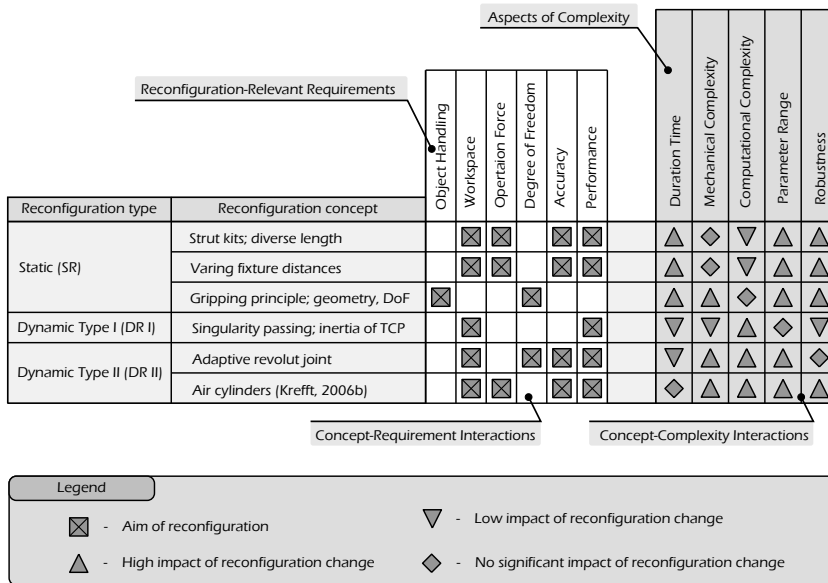 Aspects of Complexity
Reconfiguration-Relevant Requirements
Object Handling
Workspace
Opertaion Force
Degree of Freedom
Accuracy
Performance
Duration Time
Mechanical Complexity
Computational Complexity
Parameter Range
Robustness
Reconfiguration type
Reconfiguration concept
Static (SR)
Strut kits; diverse length
Varing fixture distances
Gripping principle; geometry, DoF
Dynamic Type I (DR I)
Singularity passing; inertia of TCP
Dynamic Type II (DR II)
Adaptive revolut joint
Air cylinders (Krefft, 2006b)
Concept-Requirement Interactions
Concept-Complexity Interactions
Legend
- Aim of reconfiguration
- Low impact of reconfiguration change
- High impact of reconfiguration change
- No significant impact of reconfiguration change